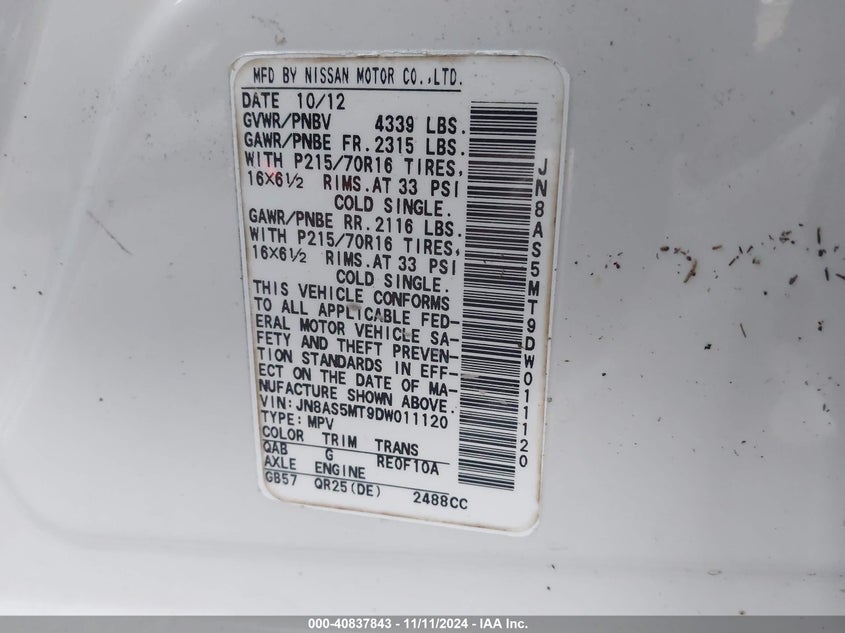 MFD BY NISSAN MOTOR CO.,LTD.
DATE 10/12
GVWR/PNBV 4339 LBS.
GAWR/PNBE FR. 2315 LBS.
WITH P215/70R16 TIRES,
16×6½ RIMS. AT 33 PSI
COLD SINGLE.
GAWR/PNBE RR. 2116 LBS.
WITH P215/70R16 TIRES,
16×6½ RIMS. AT 33 PSI
COLD SINGLE.
THIS VEHICLE CONFORMS
TO ALL APPLICABLE FED-
ERAL MOTOR VEHICLE SA-
FETY AND THEFT PREVEN-
TION STANDARDS IN EFF-
ECT ON THE DATE OF MA-
NUFACTURE SHOWN ABOVE.
VIN: JN8AS5MT9DW011120
TYPE: MPV
COLOR TRIM TRANS
QAB G RE0F10A
AXLE ENGINE
GB57 QR25(DE) 2488CC
JN8AS5MT9DW011120
000-40837843 - 11/11/2024 - IAA Inc.